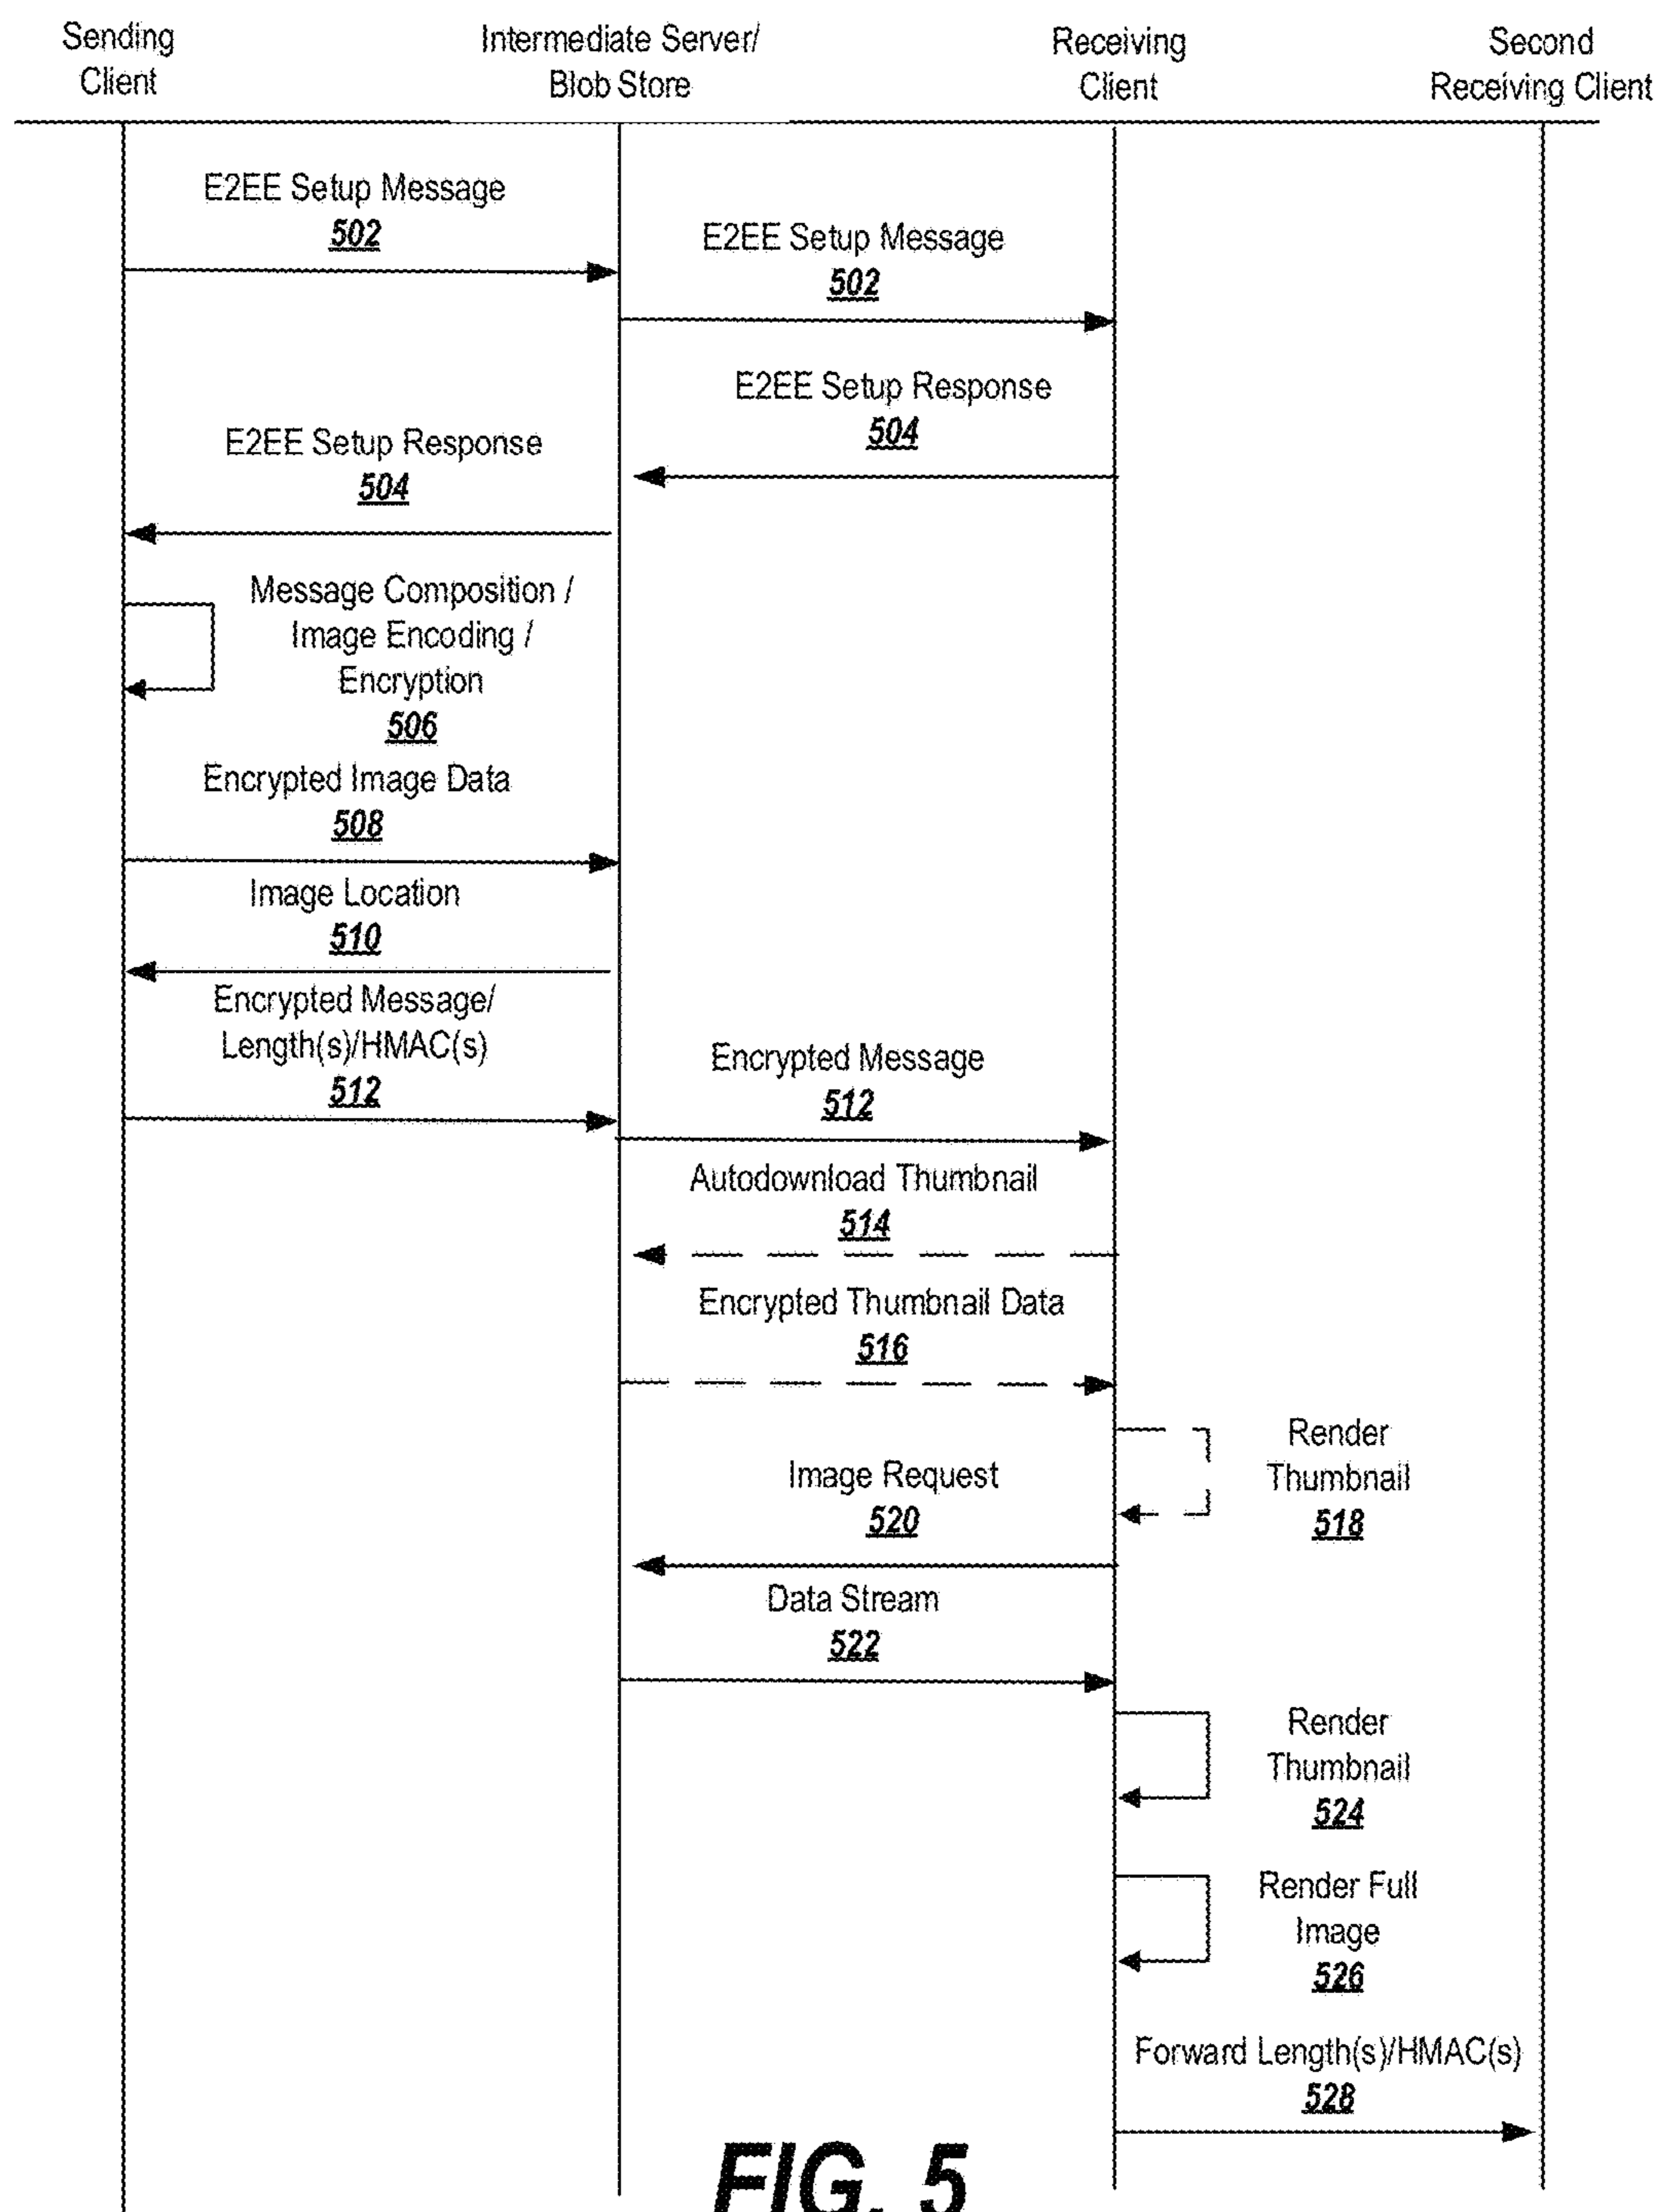 Sending
Client
Intermediate Server/
Blob Store
Receiving
Client
Second
Receiving Client
E2EE Setup Message
502
E2EE Setup Message
502
E2EE Setup Response
504
E2EE Setup Response
504
Message Composition /
Image Encoding /
Encryption
506
Encrypted Image Data
508
Image Location
510
Encrypted Message/
Length(s)/HMAC(s)
512
Encrypted Message
512
Autodownload Thumbnail
514
Encrypted Thumbnail Data
516
Render
Thumbnail
518
Image Request
520
Data Stream
522
Render
Thumbnail
524
Render Full
Image
526
Forward Length(s)/HMAC(s)
528
FIG. 5